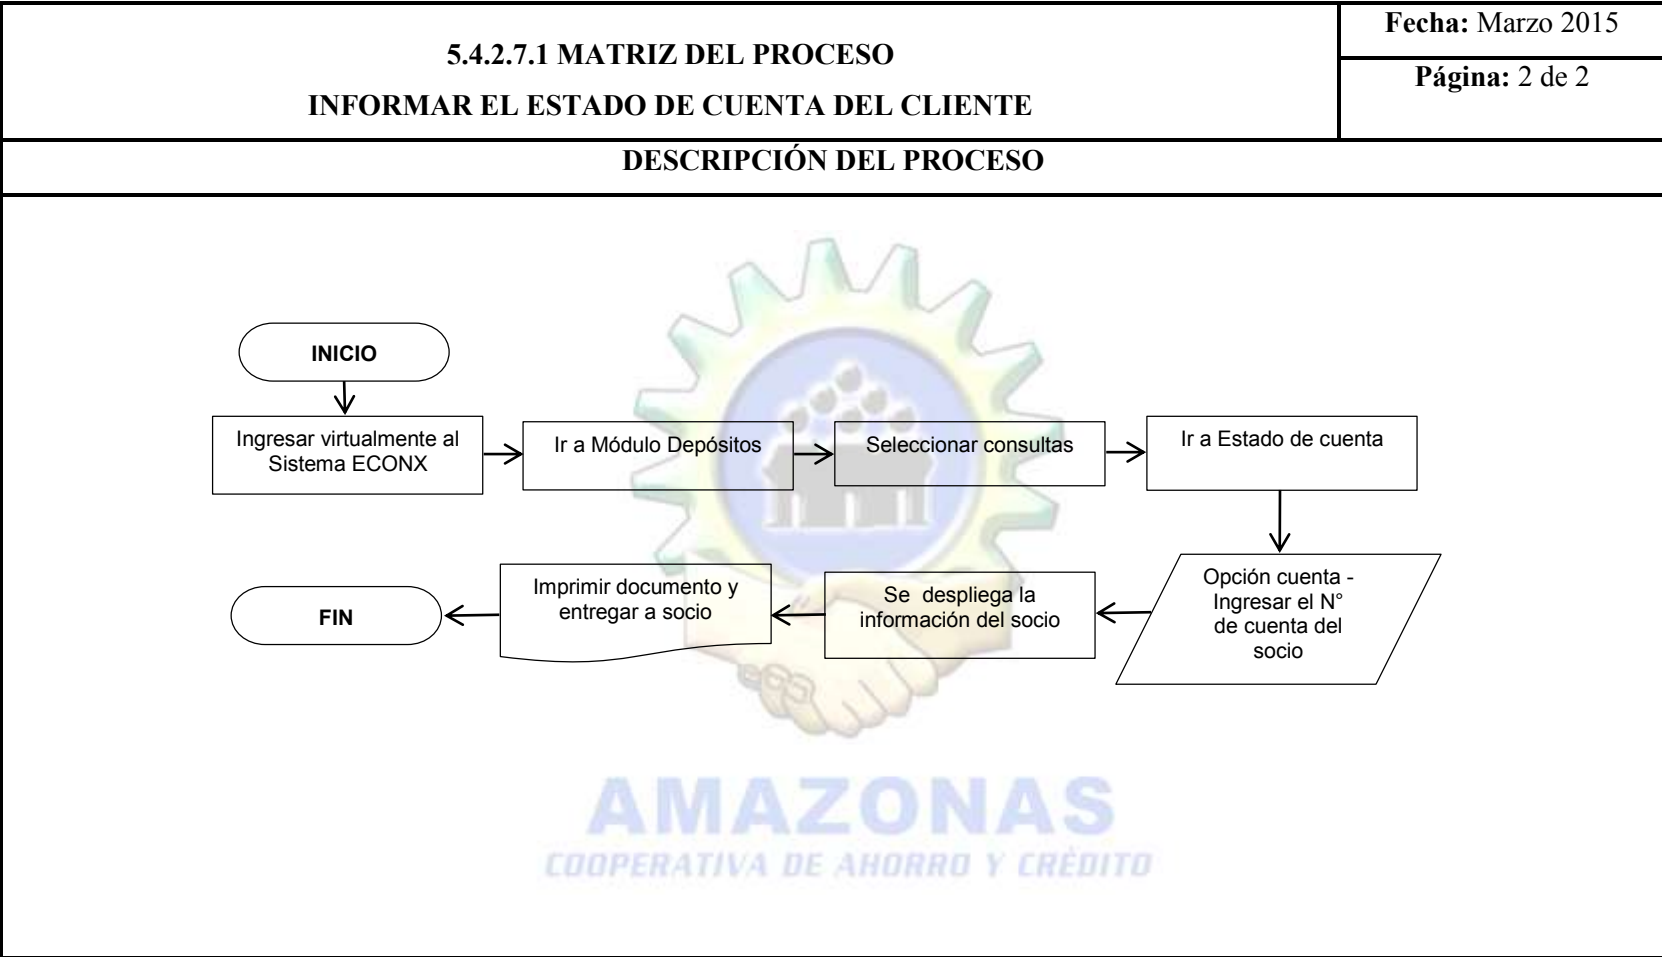 5.4.2.7.1 MATRIZ DEL PROCESO
INFORMAR EL ESTADO DE CUENTA DEL CLIENTE
Fecha: Marzo 2015
Página: 2 de 2
DESCRIPCIÓN DEL PROCESO
INICIO
Ingresar virtualmente al
Sistema ECONX
Ir a Módulo Depósitos
Seleccionar consultas
Ir a Estado de cuenta
Opción cuenta -
Ingresar el N°
de cuenta del
socio
Se despliega la
información del socio
Imprimir documento y
entregar a socio
FIN
AMAZONAS
COOPERATIVA DE AHORRO Y CRÈDITO